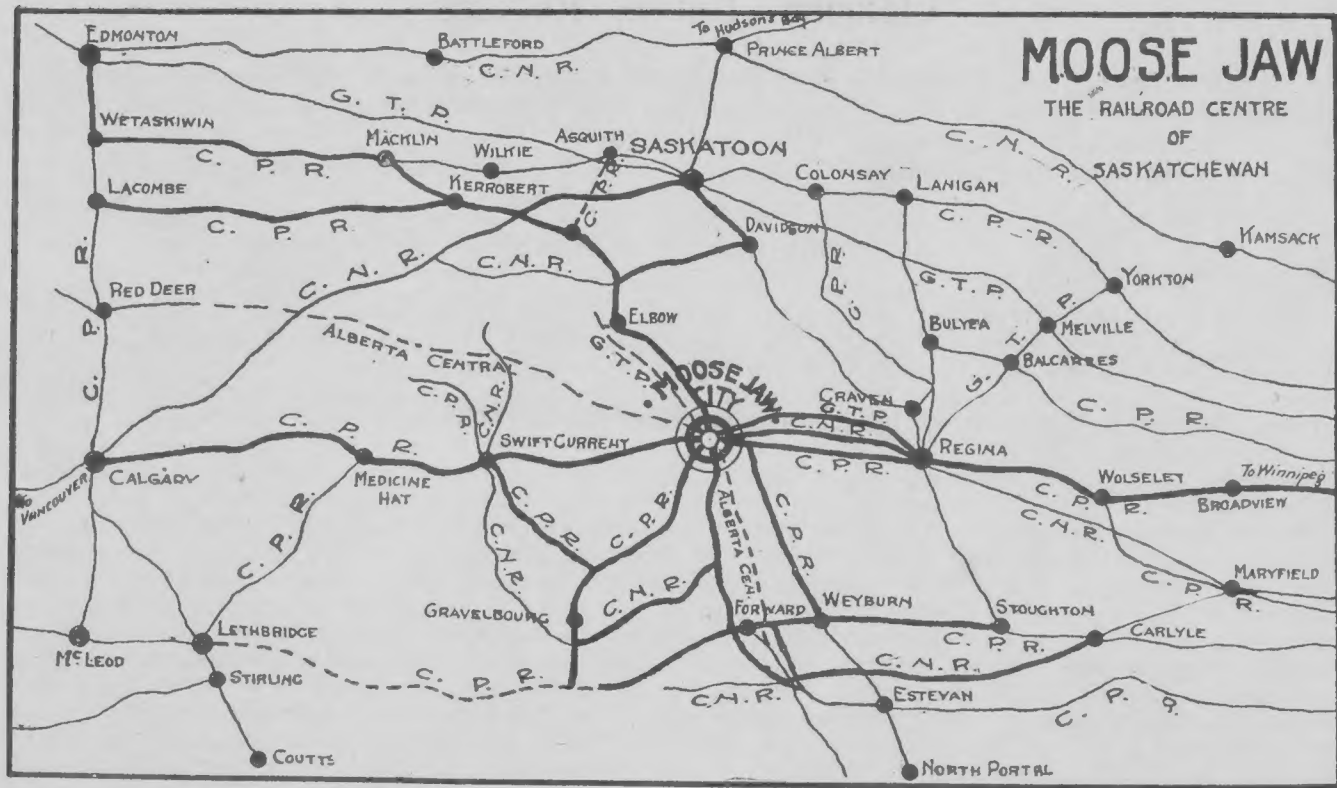 To Hudsons Bay
EDMONTON
BATTLEFORD
C. N. R.
PRINCE ALBERT
MOOSE JAW
THE RAILROAD CENTRE
OF
SASKATCHEWAN
G. T. P.
WETASKIWIN
MACKLIN
WILKIE
ASQUITH
SASKATOON
C. N. R.
C. P. R.
COLONSAY
LANIGAN
LACOMBE
KERROBERT
C. P. R.
C. P. R.
C. P. R.
DAVIDSON
KAMSACK
C. P. R.
C. N. R.
C. N. R.
C. P. R.
G. T. P.
YORKTON
RED DEER
ELBOW
BULYEA
MELVILLE
ALBERTA CENTRAL
G. T. P.
G. T. P.
BALCARRES
MOOSE JAW
CITY
C. P. R.
C. N. R.
CRAVEN
G. T. P.
C. N. R.
C. P. R.
C. P. R.
C. P. R.
SWIFT CURRENT
REGINA
CALGARY
MEDICINE
HAT
To VANCOUVER
WOLSELEY
To Winnipeg
BROADVIEW
C. P. R.
C. N. R.
C. P. R.
C. P. R.
C. P. R.
C. P. R.
ALBERTA CEN.
C. N. R.
MARYFIELD
C. P. R.
GRAVELBOURG
C. N. R.
FORWARD
WEYBURN
STOUGHTON
C. P. R.
CARLYLE
LETHBRIDGE
McLEOD
STIRLING
C. P. R.
C. N. R.
C. N. R.
ESTEVAN
C. P. R.
COUTTS
NORTH PORTAL